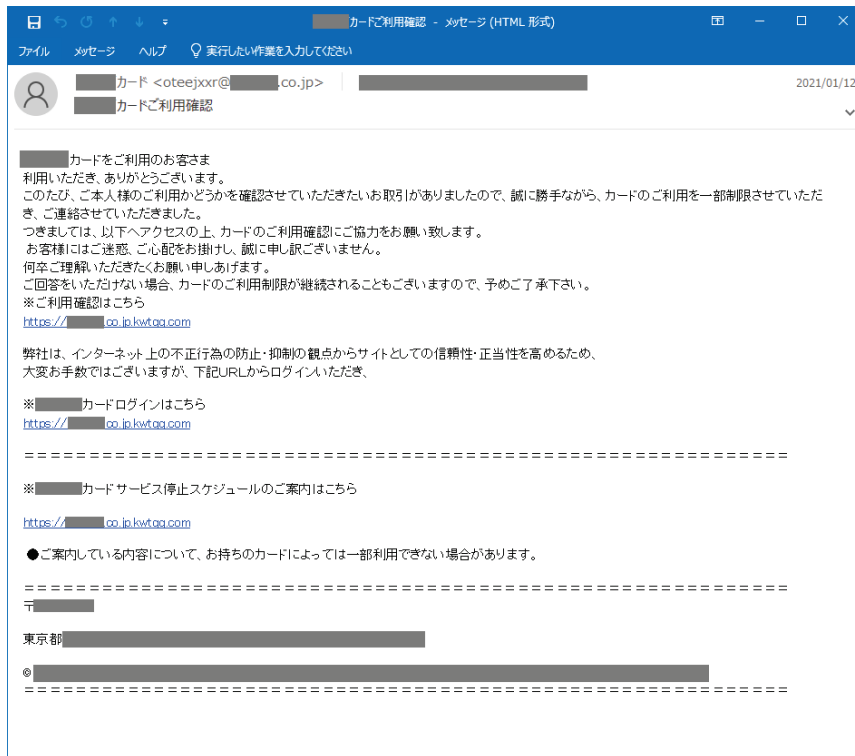 カードご利用確認 - メッセージ (HTML 形式)
ファイル メッセージ ヘルプ 実行したい作業を入力してください
カード <oteejxxr@ .co.jp>
2021/01/12
カードご利用確認
カードをご利用のお客さま
利用いただき、ありがとうございます。
このたび、ご本人様のご利用かどうかを確認させていただきたいお取引がありましたので、誠に勝手ながら、カードのご利用を一部制限させていただ
き、ご連絡させていただきました。
つきましては、以下へアクセスの上、カードのご利用確認にご協力をお願い致します。
お客様にはご迷惑、ご心配をお掛けし、誠に申し訳ございません。
何卒ご理解いただきたくお願い申しあげます。
ご回答をいただけない場合、カードのご利用制限が継続されることもございますので、予めご了承下さい。
※ご利用確認はこちら
https:// .co.jp.kwtgq.com
弊社は、インターネット上の不正行為の防止・抑制の観点からサイトとしての信頼性・正当性を高めるため、
大変お手数ではございますが、下記URLからログインいただき、
※ カードログインはこちら
https:// .co.jp.kwtgq.com
============================================================
※ カードサービス停止スケジュールのご案内はこちら
https:// .co.jp.kwtgq.com
●ご案内している内容について、お持ちのカードによっては一部利用できない場合があります。
============================================================
〒
東京都
©
============================================================